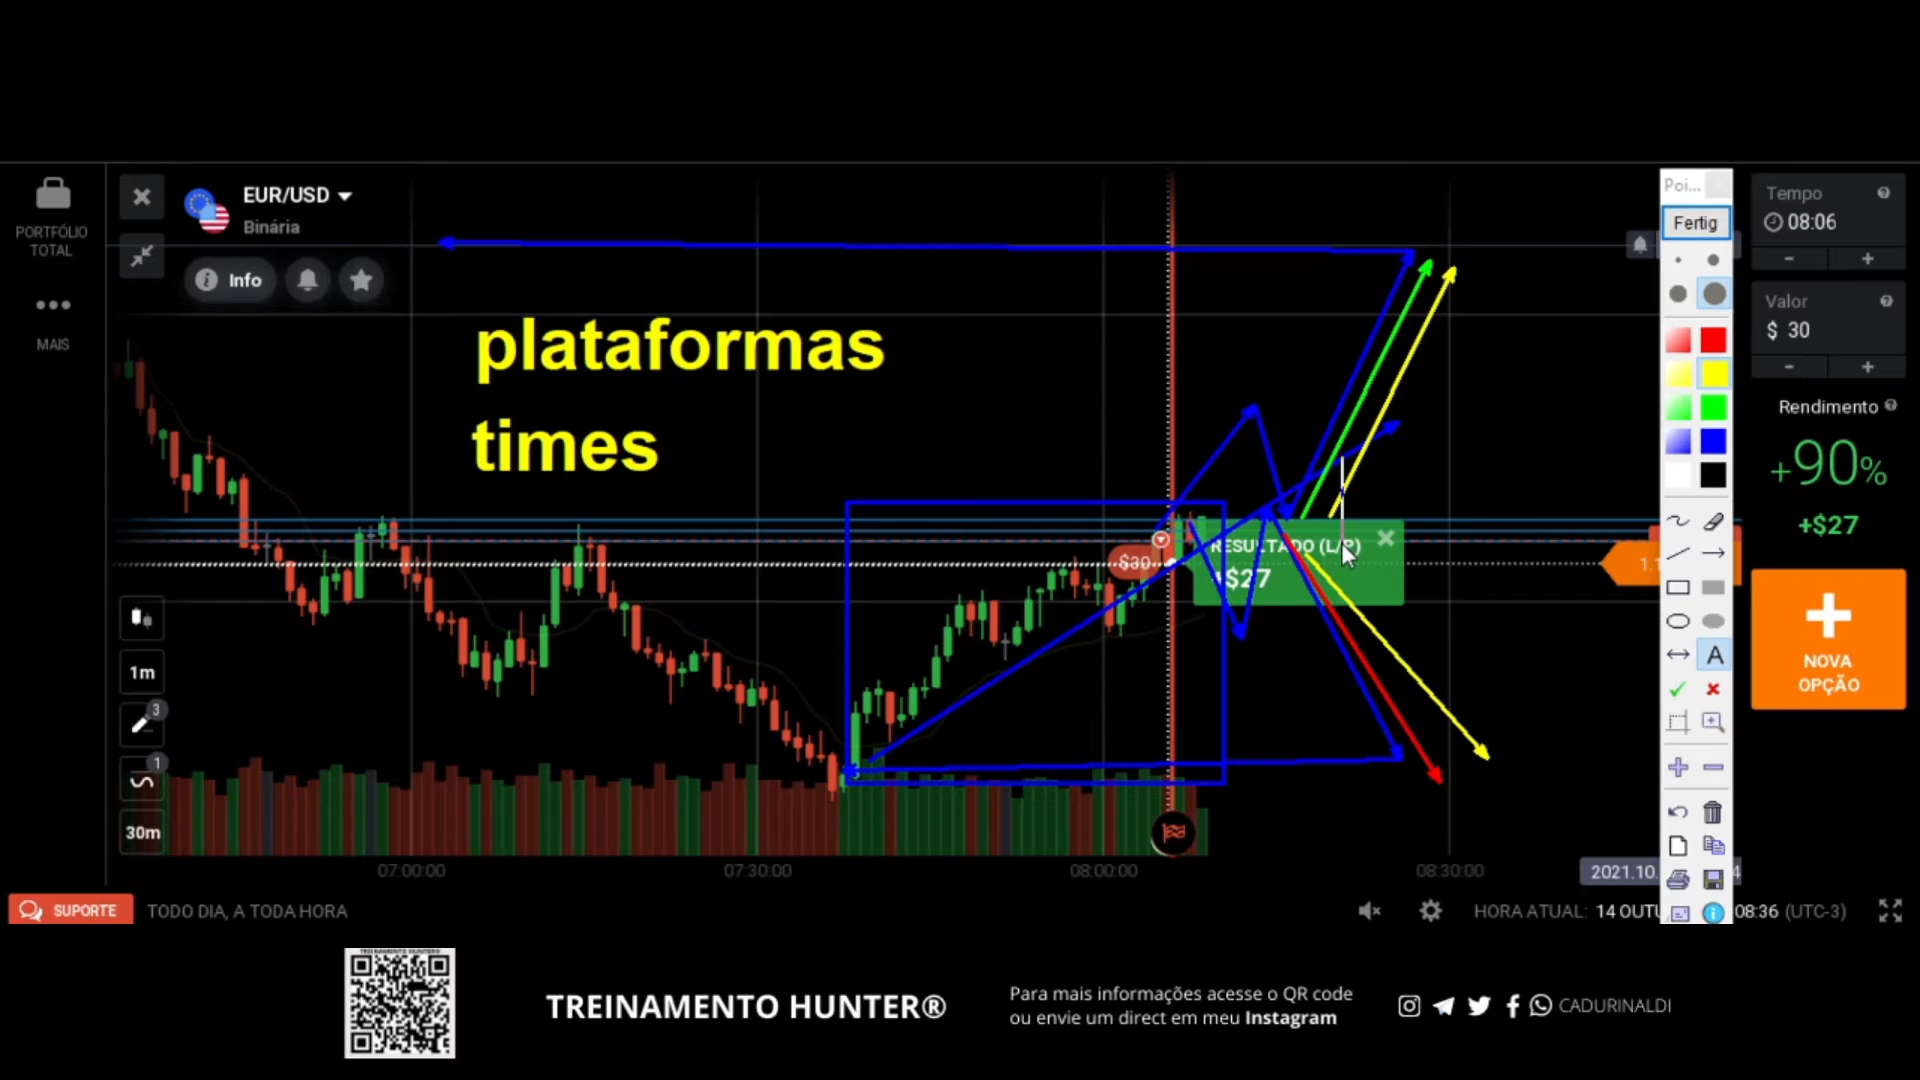 EUR/USD
Binária
PORTFÓLIO
TOTAL
MAIS
Info
plataformas
times
Poi...
Fertig
A
Tempo
08:06
Valor
$ 30
Rendimento
+90%
+$27
NOVA
OPÇÃO
RESULTADO (L/P)
+$27
$30
1m
3
1
30m
07:00:00
07:30:00
08:00:00
08:30:00
2021.10.
SUPORTE
TODO DIA, A TODA HORA
HORA ATUAL: 14 OUTU 08:36 (UTC-3)
TREINAMENTO HUNTER®
Para mais informações acesse o QR code
ou envie um direct em meu Instagram
CADURINALDI